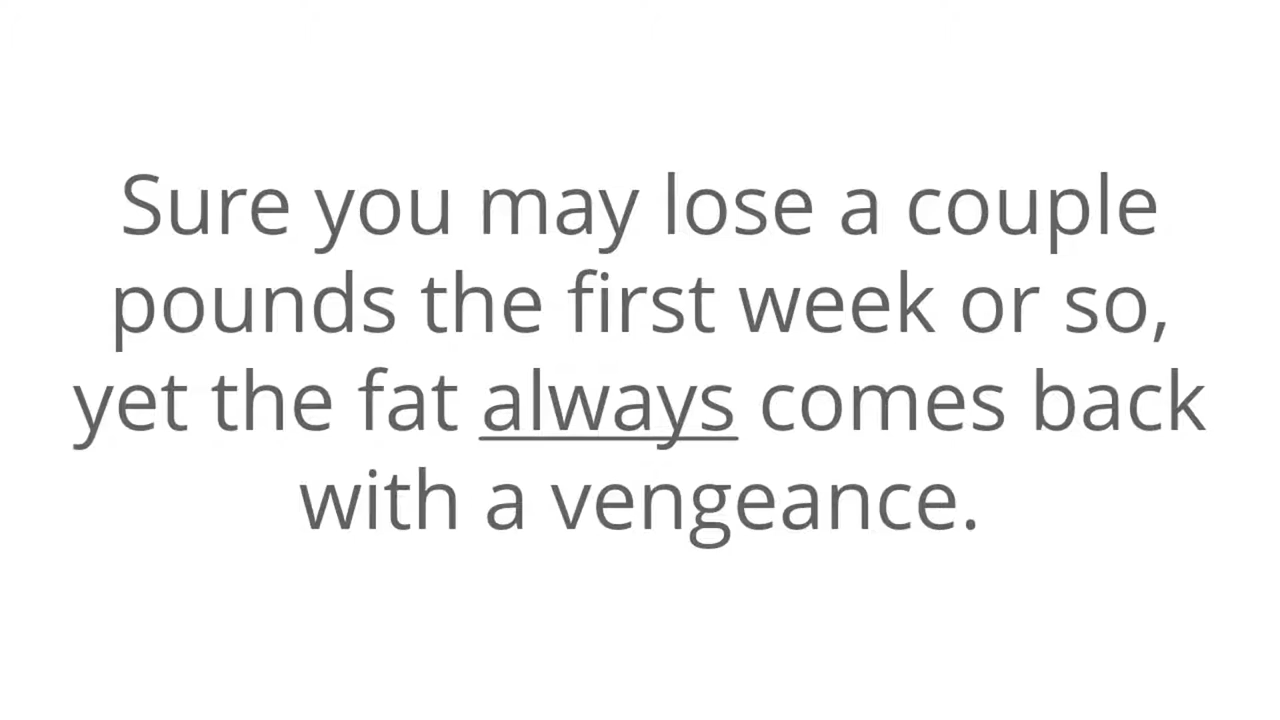 Sure you may lose a couple
pounds the first week or so,
yet the fat always comes back
with a vengeance.